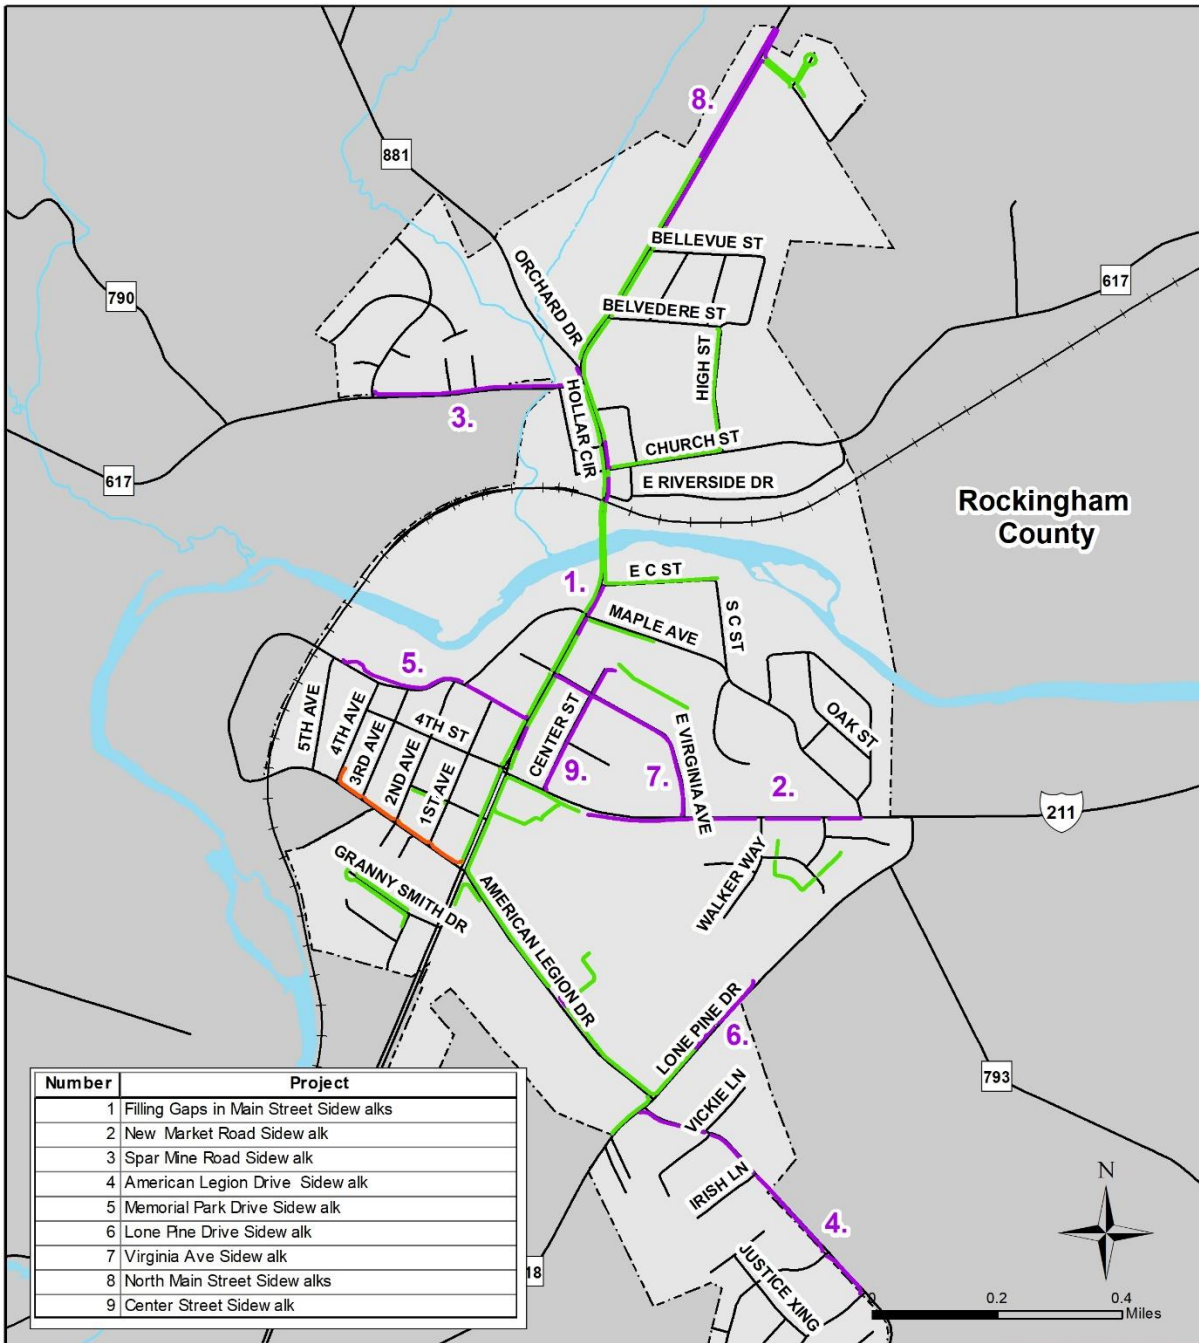 8.
881
BELLEVUE ST
ORCHARD DR
617
790
BELVEDERE ST
HIGH ST
HOLLAR CIR
3.
CHURCH ST
617
E RIVERSIDE DR
Rockingham
County
E C ST
1.
MAPLE AVE
S C ST
5.
5TH AVE
4TH AVE
3RD AVE
2ND AVE
1ST AVE
4TH ST
CENTER ST
E VIRGINIA AVE
OAK ST
9.
7.
2.
211
WALKER WAY
GRANNY SMITH DR
AMERICAN LEGION DR
LONE PINE DR
6.
793
VICKIE LN
IRISH LN
4.
JUSTICE XING
18
N
0.2
0.4
Miles
0
Number Project
1 Filling Gaps in Main Street Sidewalks
2 New Market Road Sidewalk
3 Spar Mine Road Sidewalk
4 American Legion Drive Sidewalk
5 Memorial Park Drive Sidewalk
6 Lone Pine Drive Sidewalk
7 Virginia Ave Sidewalk
8 North Main Street Sidewalks
9 Center Street Sidewalk